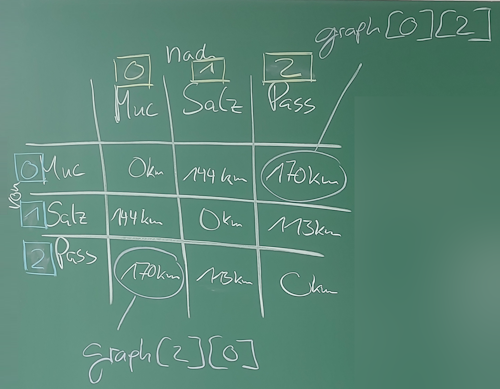 graph[0][2]
nach
0 1 2
Muc Salz Pass
von
0 Muc 0km 144km 170km
1 Salz 144km 0km 113km
2 Pass 170km 113km 0km
graph[2][0]